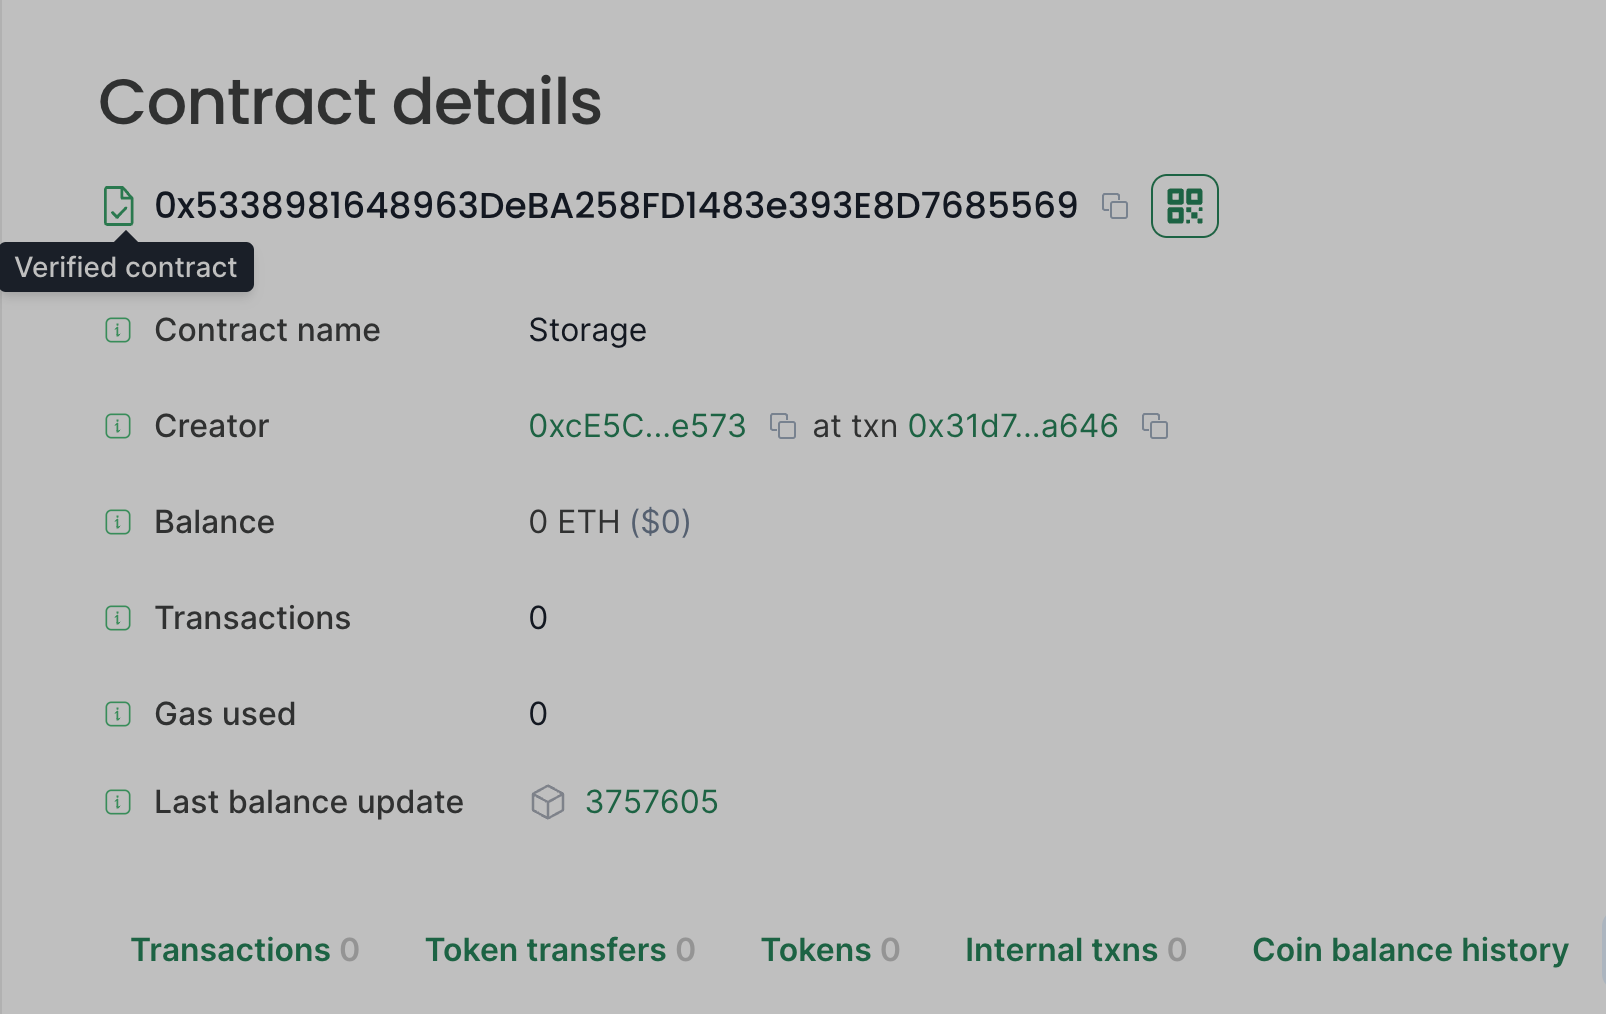 Contract details
0x5338981648963DeBA258FD1483e393E8D7685569
Verified contract
Contract name Storage
Creator 0xcE5C...e573 at txn 0x31d7...a646
Balance 0 ETH ($0)
Transactions 0
Gas used 0
Last balance update 3757605
Transactions 0 Token transfers 0 Tokens 0 Internal txns 0 Coin balance history